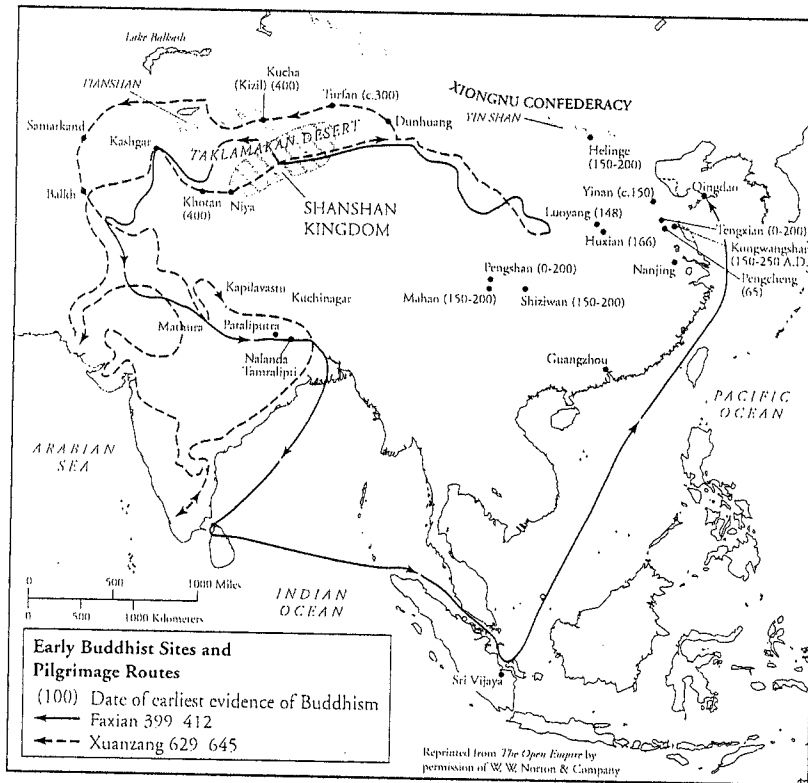 Lake Balkash
TIANSHAN
Kucha
(Kizil) (400)
Turfan (c.300)
Dunhuang
XIONGNU CONFEDERACY
YIN SHAN
Samarkand
Kashgar
TAKLAMAKAN DESERT
Helinge
(150-200)
Balkh
Khotan
(400)
Niya
SHANSHAN
KINGDOM
Yinan (c.150)
Qingdao
Luoyang (148)
Huxian (166)
Tengxian (0-200)
Kongwangshan
(150-250 A.D.)
Nanjing
Pengcheng
(65)
Pengshan (0-200)
Mahan (150-200)
Shiziwan (150-200)
Kapilavastu
Kuchinagar
Mathura
Pataliputra
Nalanda
Tamralipti
Guangzhou
PACIFIC
OCEAN
ARABIAN
SEA
INDIAN
OCEAN
0 500 1000 Miles
0 500 1000 Kilometers
Sri Vijaya
Early Buddhist Sites and
Pilgrimage Routes
(100) Date of earliest evidence of Buddhism
Faxian 399 412
Xuanzang 629 645
Reprinted from The Open Empire by
permission of W. W. Norton & Company